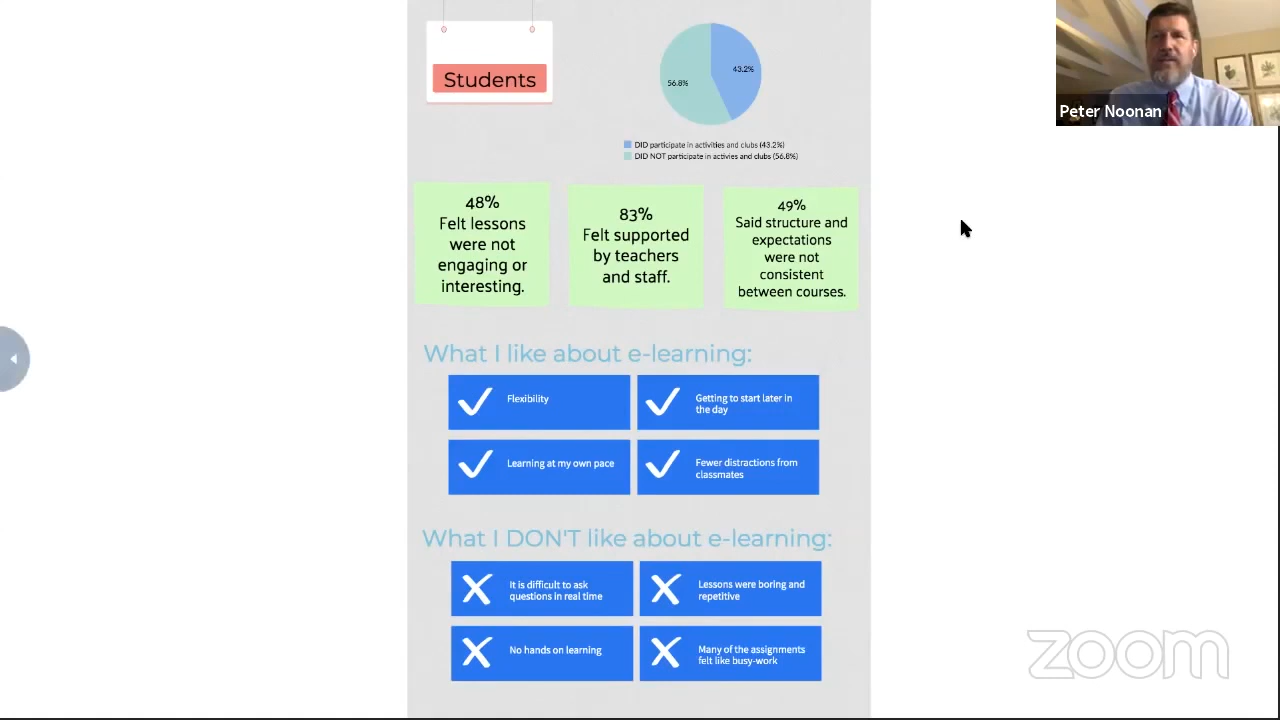 Students
56.8%
43.2%
DID participate in activities and clubs (43.2%)
DID NOT participate in activies and clubs (56.8%)
48%
Felt lessons
were not
engaging or
interesting.
83%
Felt supported
by teachers
and staff.
49%
Said structure and
expectations
were not
consistent
between courses.
What I like about e-learning:
Flexibility
Getting to start later in
the day
Learning at my own pace
Fewer distractions from
classmates
What I DON'T like about e-learning:
It is difficult to ask
questions in real time
Lessons were boring and
repetitive
No hands on learning
Many of the assignments
felt like busy-work
Peter Noonan
zoom